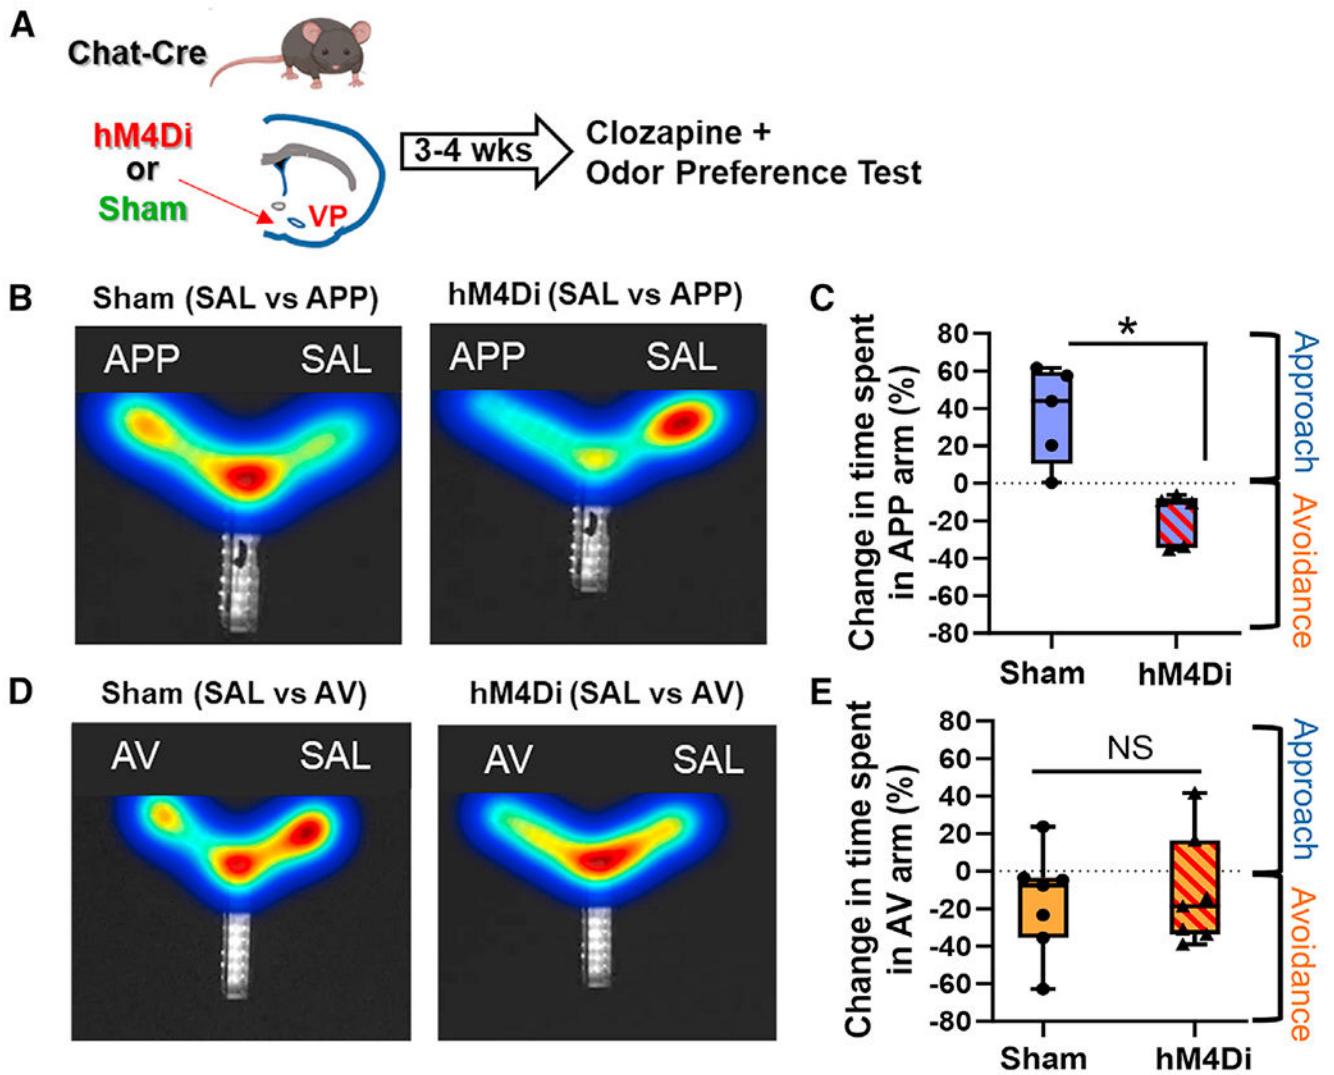 A
Chat-Cre
hM4Di
or
Sham
VP
3-4 wks
Clozapine +
Odor Preference Test
B
Sham (SAL vs APP)
APP
SAL
hM4Di (SAL vs APP)
APP
SAL
C
Change in time spent
in APP arm (%)
80
60
40
20
0
-20
-40
-60
-80
*
Sham
hM4Di
Approach
Avoidance
D
Sham (SAL vs AV)
AV
SAL
hM4Di (SAL vs AV)
AV
SAL
E
Change in time spent
in AV arm (%)
80
60
40
20
0
-20
-40
-60
-80
NS
Sham
hM4Di
Approach
Avoidance